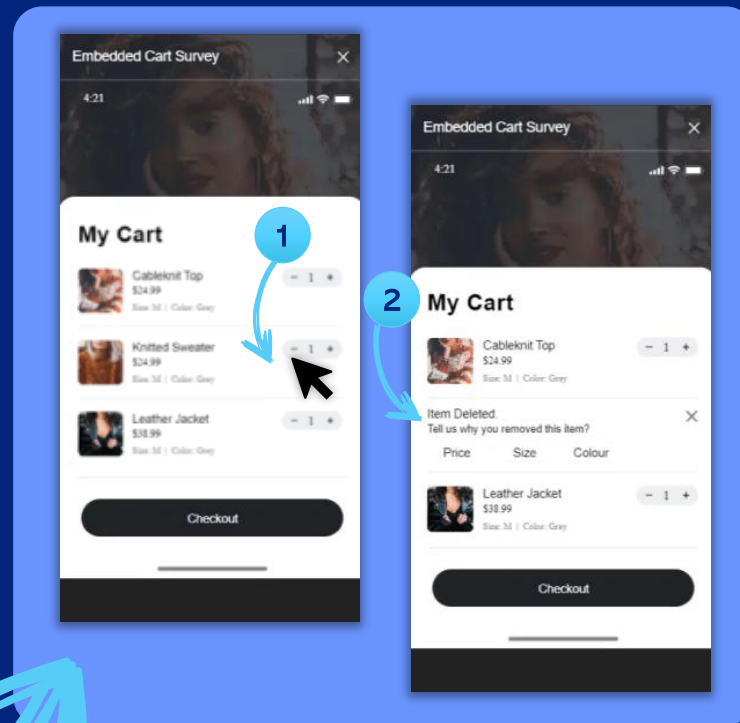 Embedded Cart Survey ×
4:21
My Cart
1
Cableknit Top
$24.99
Size: M | Color: Grey
− 1 +
Knitted Sweater
$24.99
Size: M | Color: Grey
− 1 +
Leather Jacket
$38.99
Size: M | Color: Grey
− 1 +
Checkout
Embedded Cart Survey ×
4:21
2
My Cart
Cableknit Top
$24.99
Size: M | Color: Grey
− 1 +
Item Deleted.
Tell us why you removed this item?
×
Price Size Colour
Leather Jacket
$38.99
Size: M | Color: Grey
− 1 +
Checkout